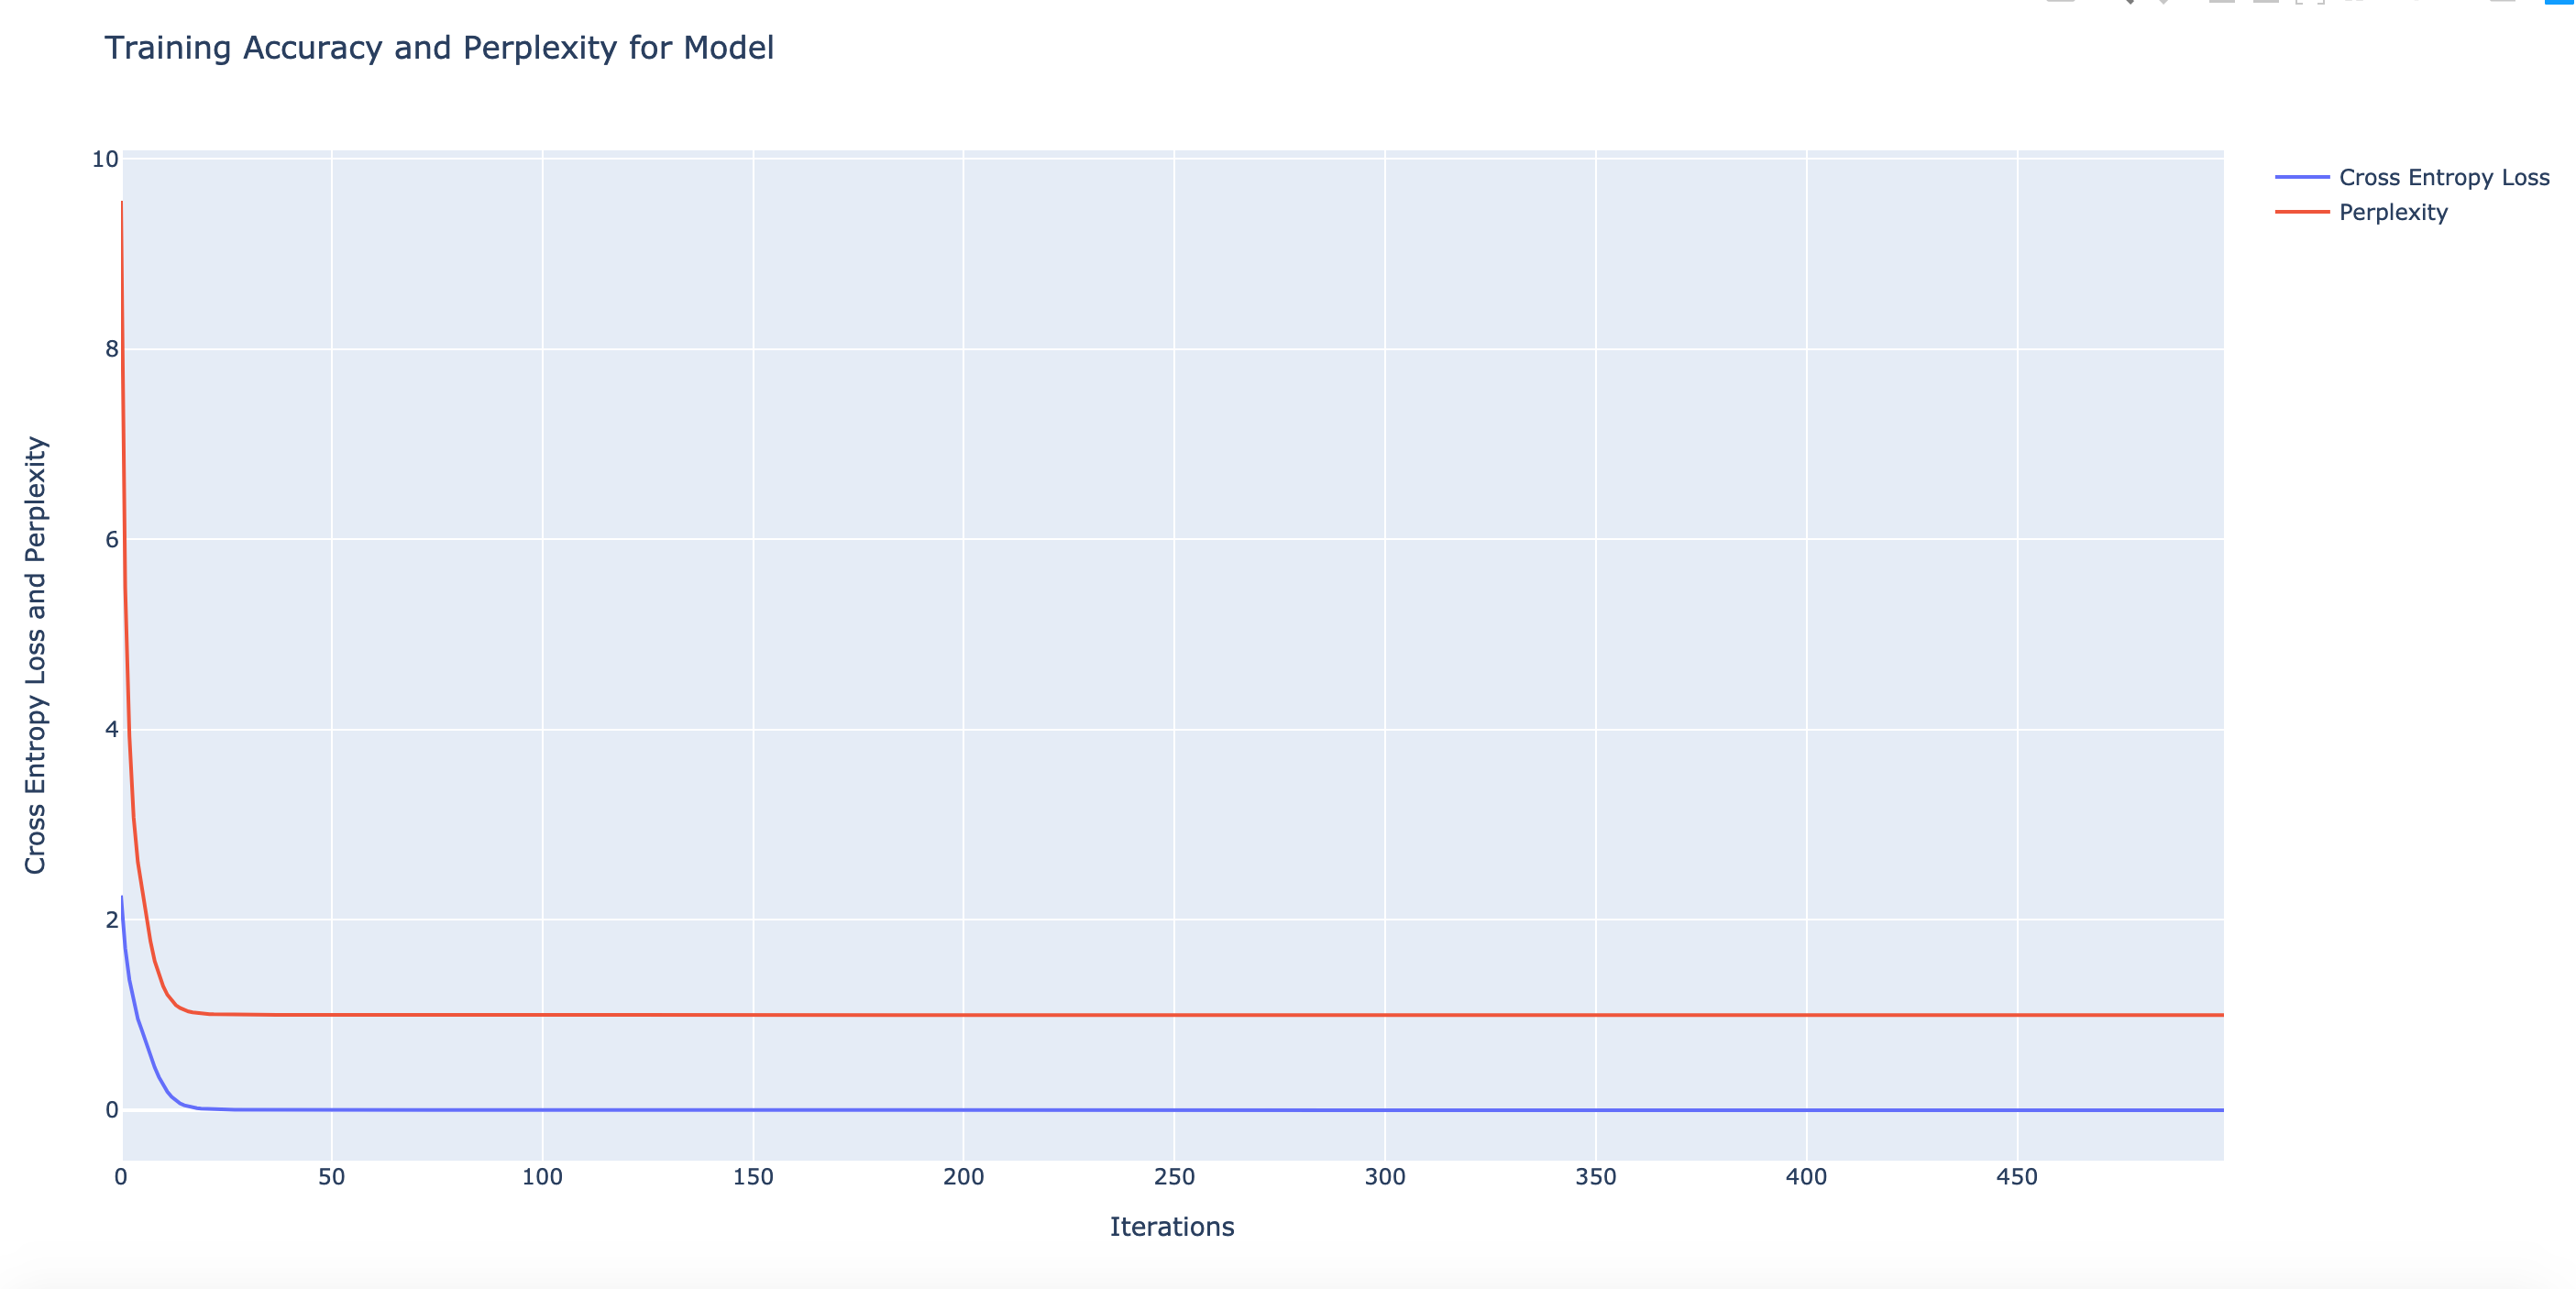 Training Accuracy and Perplexity for Model
10
8
6
4
2
0
Cross Entropy Loss and Perplexity
0 50 100 150 200 250 300 350 400 450
Iterations
Cross Entropy Loss
Perplexity